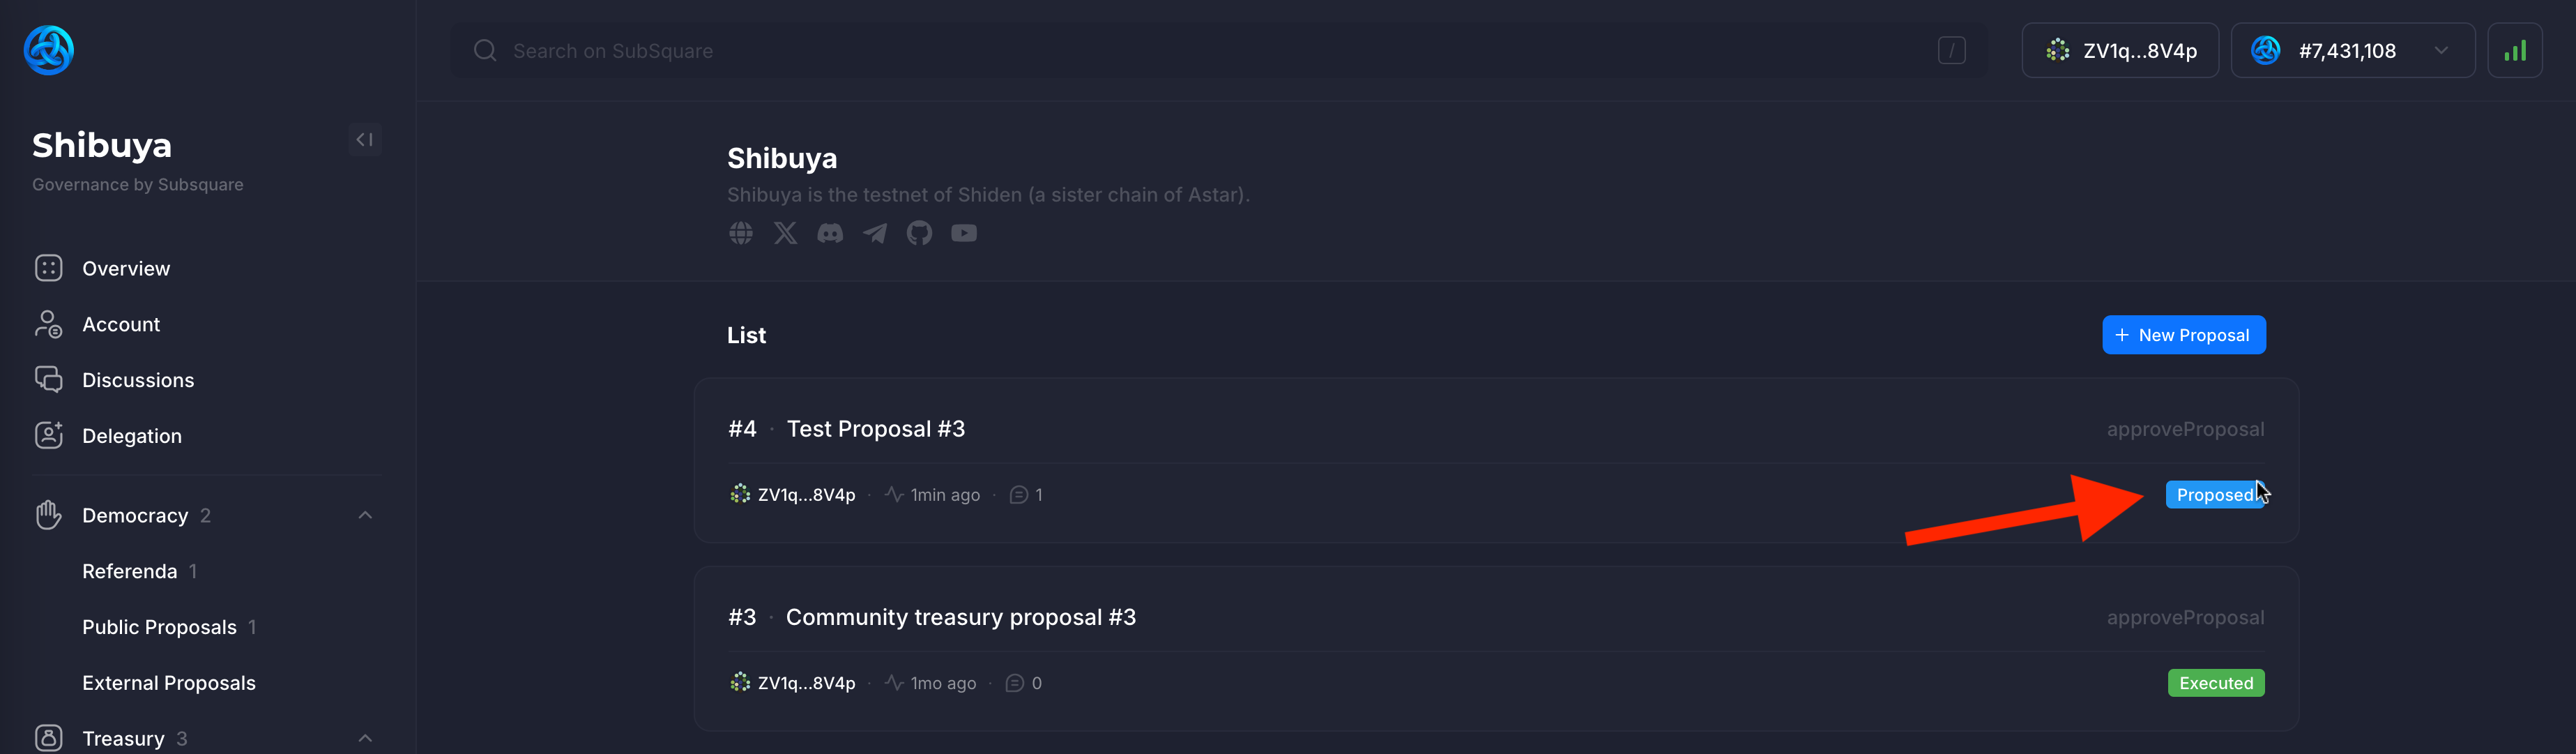 Search on SubSquare
/
ZV1q...8V4p
#7,431,108
Shibuya
Governance by Subsquare
Overview
Account
Discussions
Delegation
Democracy 2
Referenda 1
Public Proposals 1
External Proposals
Treasury 3
Shibuya
Shibuya is the testnet of Shiden (a sister chain of Astar).
List
+ New Proposal
#4 · Test Proposal #3
approveProposal
ZV1q...8V4p · 1min ago · 1
Proposed
#3 · Community treasury proposal #3
approveProposal
ZV1q...8V4p · 1mo ago · 0
Executed